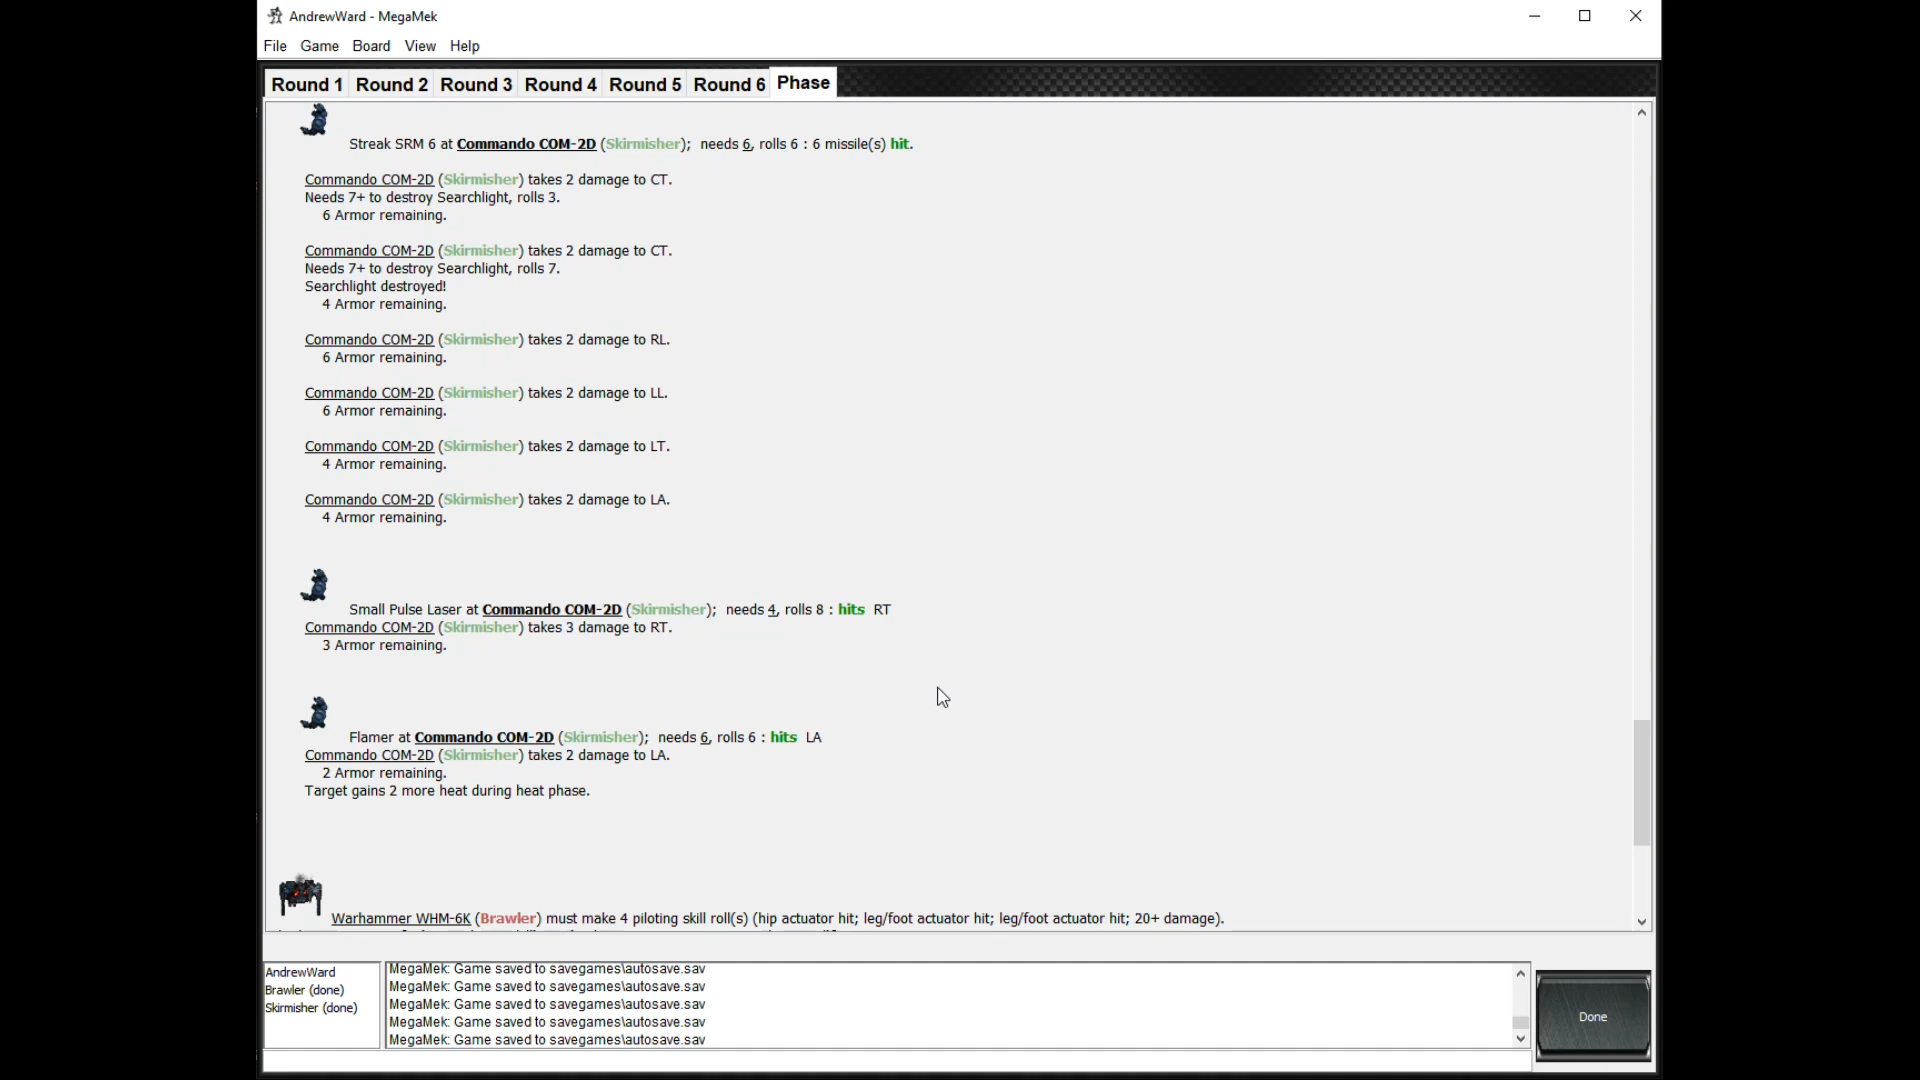 AndrewWard - MegaMek
File Game Board View Help
Round 1 Round 2 Round 3 Round 4 Round 5 Round 6 Phase
Streak SRM 6 at Commando COM-2D (Skirmisher); needs 6, rolls 6 : 6 missile(s) hit.
Commando COM-2D (Skirmisher) takes 2 damage to CT.
Needs 7+ to destroy Searchlight, rolls 3.
6 Armor remaining.
Commando COM-2D (Skirmisher) takes 2 damage to CT.
Needs 7+ to destroy Searchlight, rolls 7.
Searchlight destroyed!
4 Armor remaining.
Commando COM-2D (Skirmisher) takes 2 damage to RL.
6 Armor remaining.
Commando COM-2D (Skirmisher) takes 2 damage to LL.
6 Armor remaining.
Commando COM-2D (Skirmisher) takes 2 damage to LT.
4 Armor remaining.
Commando COM-2D (Skirmisher) takes 2 damage to LA.
4 Armor remaining.
Small Pulse Laser at Commando COM-2D (Skirmisher); needs 4, rolls 8 : hits RT
Commando COM-2D (Skirmisher) takes 3 damage to RT.
3 Armor remaining.
Flamer at Commando COM-2D (Skirmisher); needs 6, rolls 6 : hits LA
Commando COM-2D (Skirmisher) takes 2 damage to LA.
2 Armor remaining.
Target gains 2 more heat during heat phase.
Warhammer WHM-6K (Brawler) must make 4 piloting skill roll(s) (hip actuator hit; leg/foot actuator hit; leg/foot actuator hit; 20+ damage).
AndrewWard
Brawler (done)
Skirmisher (done)
MegaMek: Game saved to savegames\autosave.sav
MegaMek: Game saved to savegames\autosave.sav
MegaMek: Game saved to savegames\autosave.sav
MegaMek: Game saved to savegames\autosave.sav
MegaMek: Game saved to savegames\autosave.sav
Done